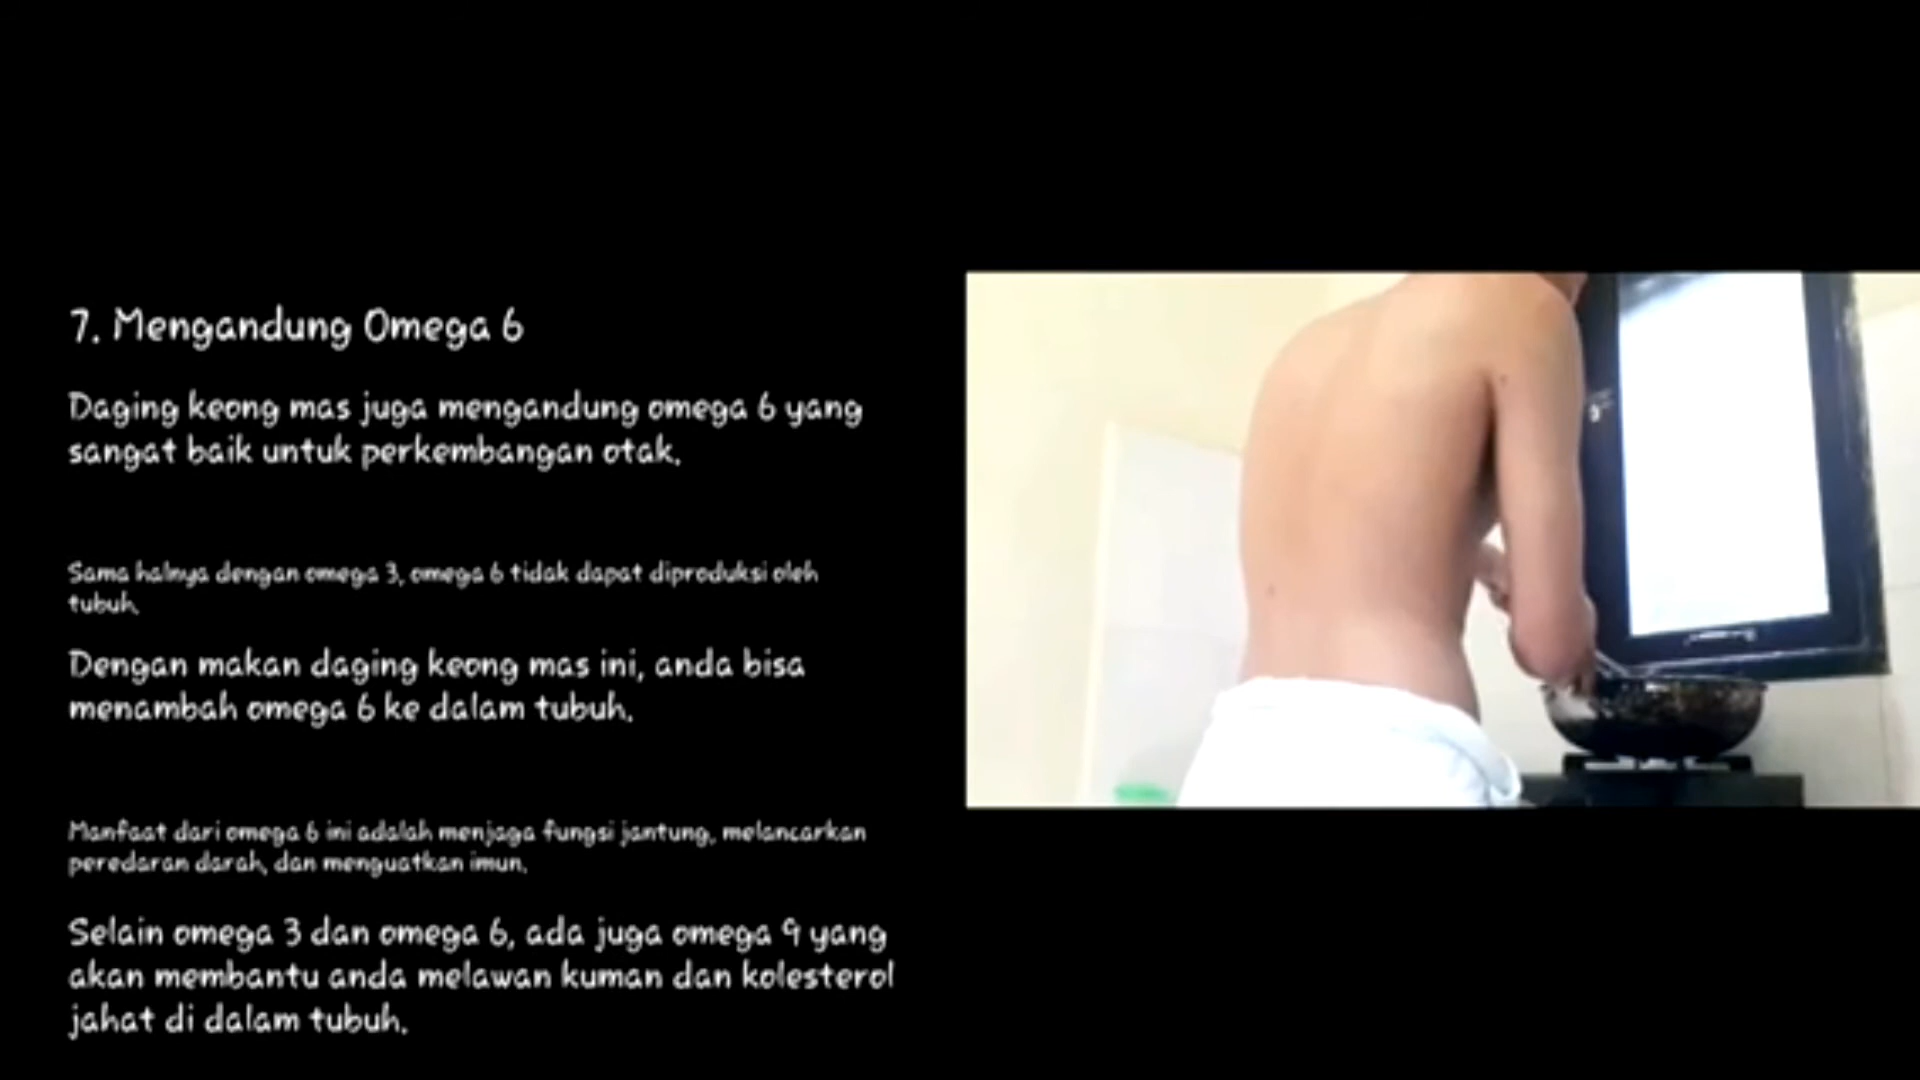 7. Mengandung Omega 6
Daging keong mas juga mengandung omega 6 yang
sangat baik untuk perkembangan otak.
Sama halnya dengan omega 3, omega 6 tidak dapat diproduksi oleh
tubuh.
Dengan makan daging keong mas ini, anda bisa
menambah omega 6 ke dalam tubuh.
Manfaat dari omega 6 ini adalah menjaga fungsi jantung, melancarkan
peredaran darah, dan menguatkan imun.
Selain omega 3 dan omega 6, ada juga omega 9 yang
akan membantu anda melawan kuman dan kolesterol
jahat di dalam tubuh.